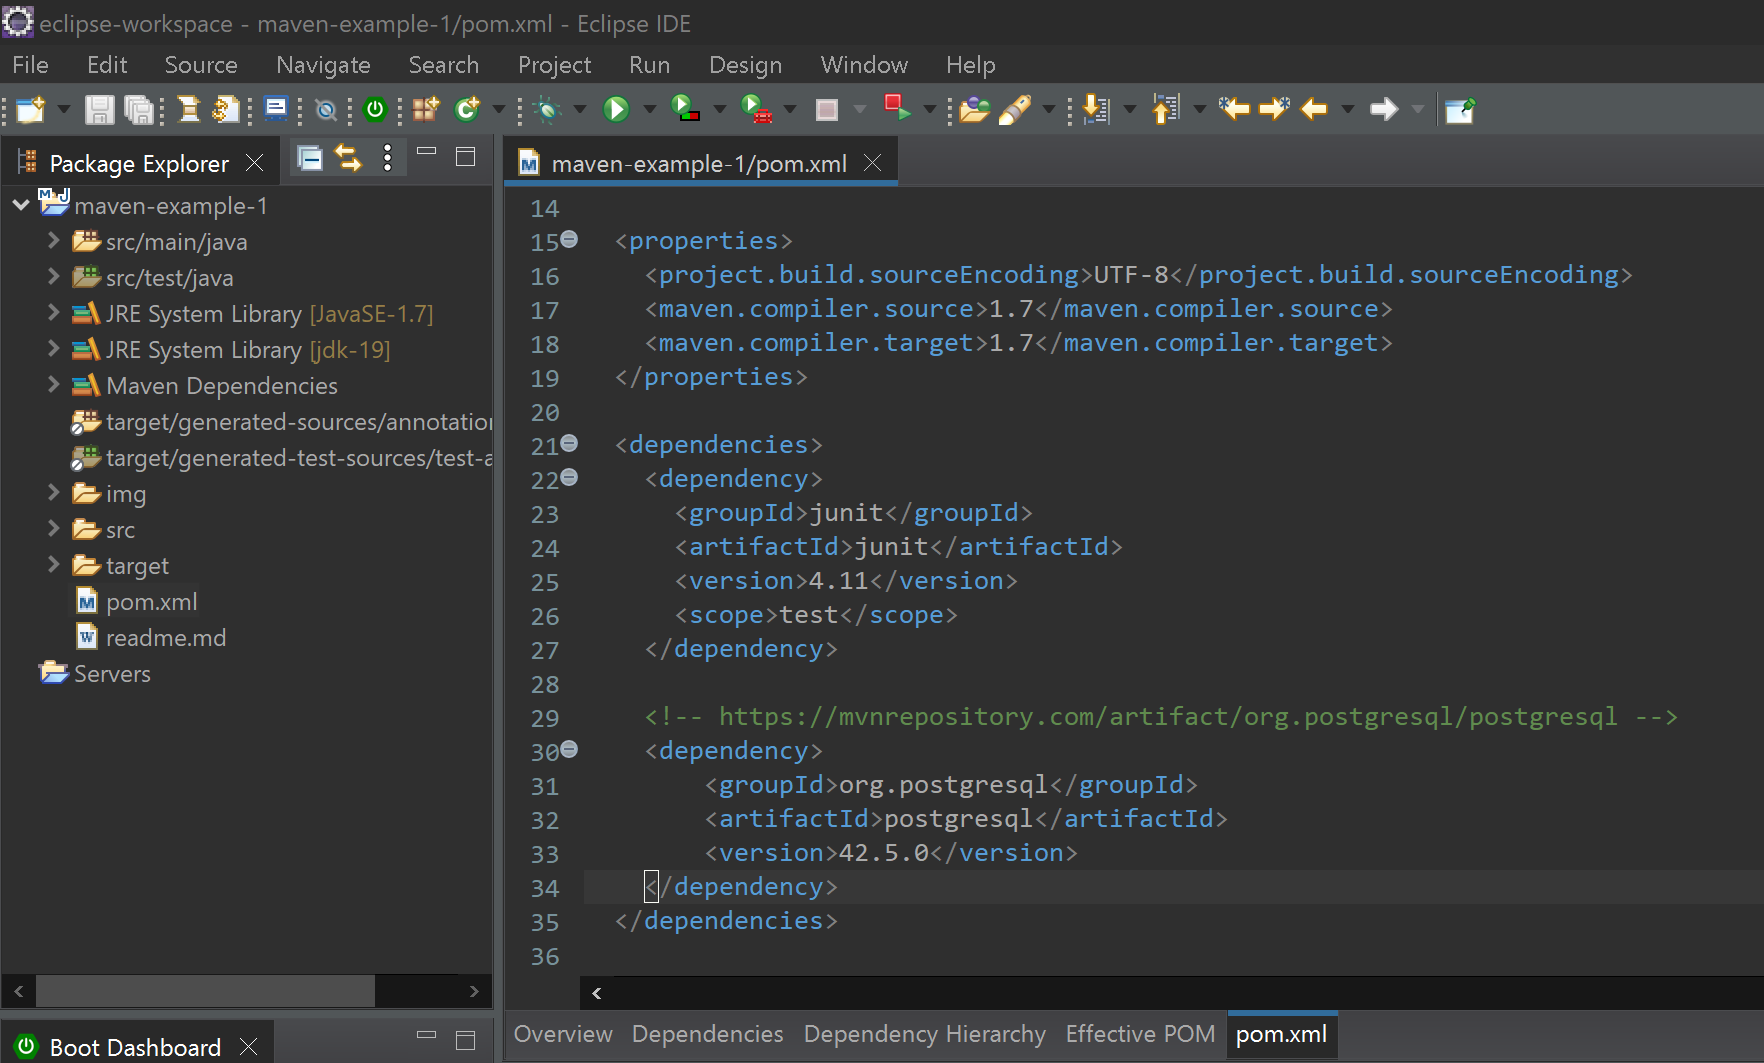 eclipse-workspace - maven-example-1/pom.xml - Eclipse IDE
File Edit Source Navigate Search Project Run Design Window Help
Package Explorer
maven-example-1
src/main/java
src/test/java
JRE System Library [JavaSE-1.7]
JRE System Library [jdk-19]
Maven Dependencies
target/generated-sources/annotation
target/generated-test-sources/test-a
img
src
target
pom.xml
readme.md
Servers
Boot Dashboard
maven-example-1/pom.xml
14
15 <properties>
16 <project.build.sourceEncoding>UTF-8</project.build.sourceEncoding>
17 <maven.compiler.source>1.7</maven.compiler.source>
18 <maven.compiler.target>1.7</maven.compiler.target>
19 </properties>
20
21 <dependencies>
22 <dependency>
23 <groupId>junit</groupId>
24 <artifactId>junit</artifactId>
25 <version>4.11</version>
26 <scope>test</scope>
27 </dependency>
28
29 <!-- https://mvnrepository.com/artifact/org.postgresql/postgresql -->
30 <dependency>
31 <groupId>org.postgresql</groupId>
32 <artifactId>postgresql</artifactId>
33 <version>42.5.0</version>
34 </dependency>
35 </dependencies>
36
Overview Dependencies Dependency Hierarchy Effective POM pom.xml